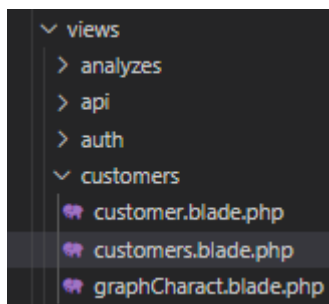 views
analyzes
api
auth
customers
customer.blade.php
customers.blade.php
graphCharact.blade.php